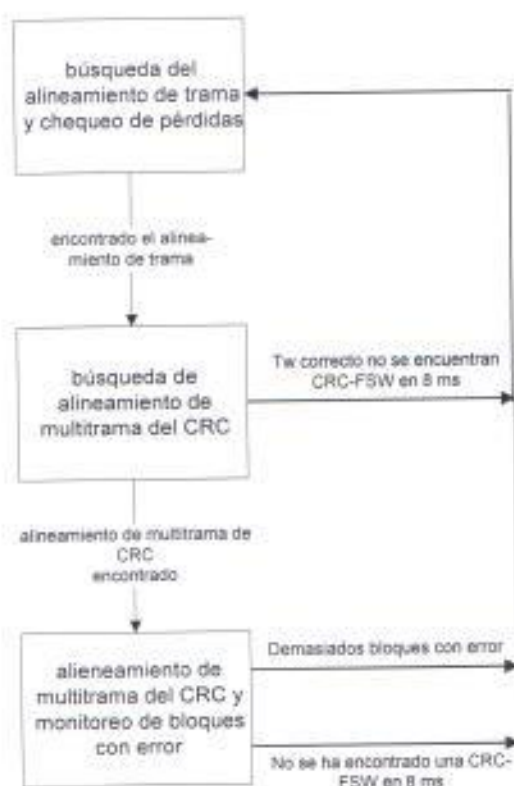 búsqueda del
alineamiento de trama
y chequeo de pérdidas
encontrado el alinea-
miento de trama
búsqueda de
alineamiento de
multitrama del CRC
Tw correcto no se encuentran
CRC-FSW en 8 ms
alineamiento de multitrama de
CRC
encontrado
alieneamiento de
multitrama del CRC y
monitoreo de bloques
con error
Demasiados bloques con error
No se ha encontrado una CRC-
FSW en 8 ms